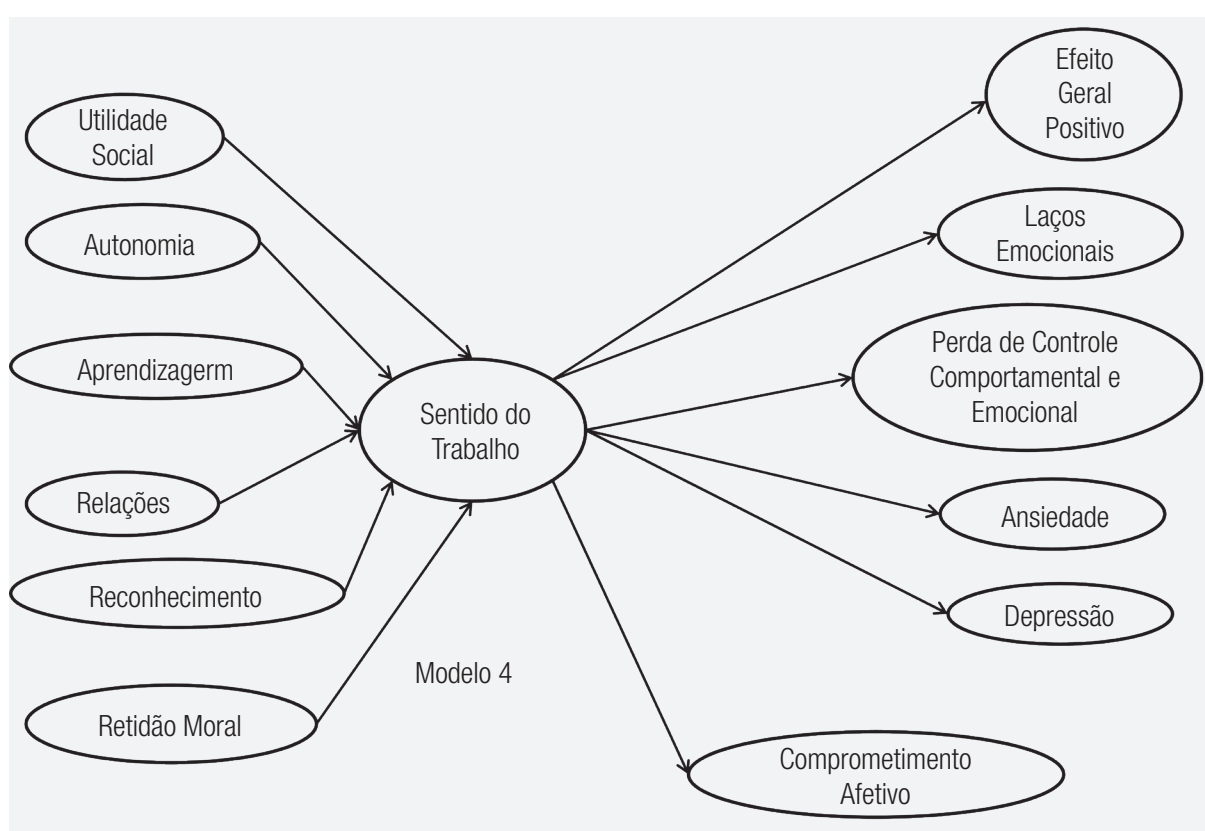 Utilidade
Social
Autonomia
Aprendizagerm
Relações
Reconhecimento
Retidão Moral
Sentido do
Trabalho
Modelo 4
Efeito
Geral
Positivo
Laços
Emocionais
Perda de Controle
Comportamental e
Emocional
Ansiedade
Depressão
Comprometimento
Afetivo